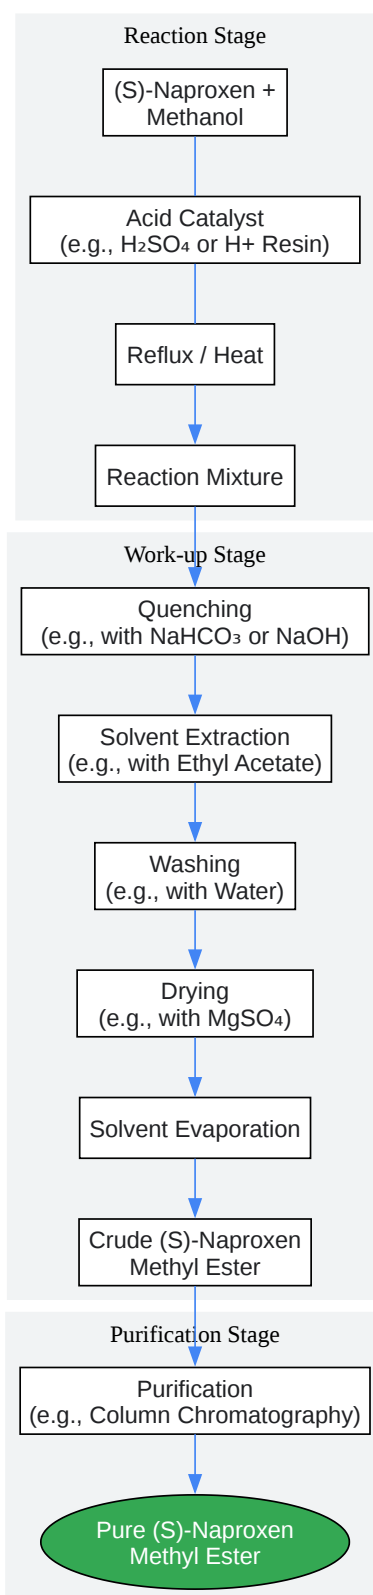 Reaction Stage
(S)-Naproxen +
Methanol
Acid Catalyst
(e.g., H₂SO₄ or H+ Resin)
Reflux / Heat
Reaction Mixture
Work-up Stage
Quenching
(e.g., with NaHCO₃ or NaOH)
Solvent Extraction
(e.g., with Ethyl Acetate)
Washing
(e.g., with Water)
Drying
(e.g., with MgSO₄)
Solvent Evaporation
Crude (S)-Naproxen
Methyl Ester
Purification Stage
Purification
(e.g., Column Chromatography)
Pure (S)-Naproxen
Methyl Ester